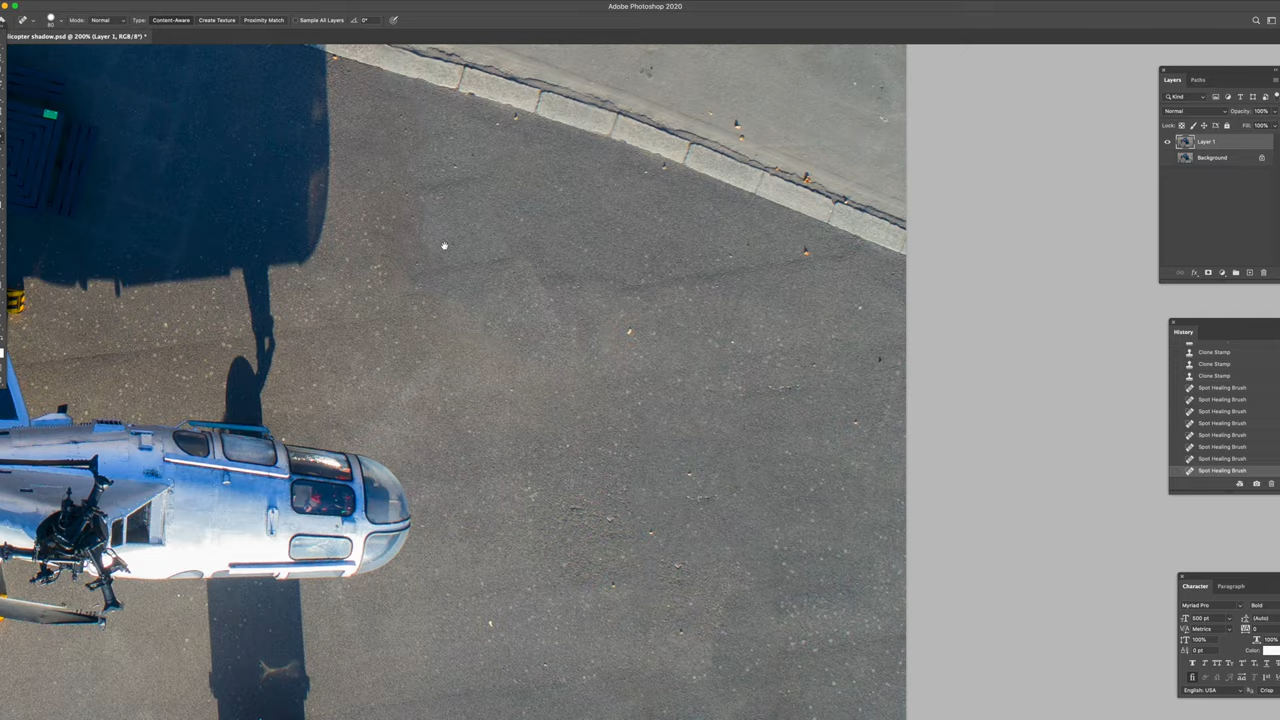 Adobe Photoshop 2020
80 Mode: Normal Type: Content-Aware Create Texture Proximity Match Sample All Layers 0°
licopter shadow.psd @ 200% (Layer 1, RGB/8*) *
Layers Paths
Kind
Normal Opacity: 100%
Lock: Fill: 100%
Layer 1
Background
fx
History
Clone Stamp
Clone Stamp
Clone Stamp
Spot Healing Brush
Spot Healing Brush
Spot Healing Brush
Spot Healing Brush
Spot Healing Brush
Spot Healing Brush
Spot Healing Brush
Spot Healing Brush
Character Paragraph
Myriad Pro Bold
500 pt (Auto)
Metrics 0
100% 100%
0 pt Color:
English: USA Crisp